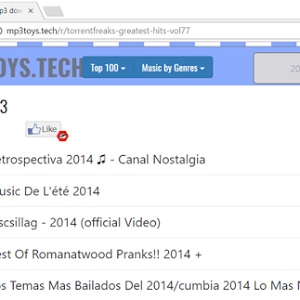 mp3 dow
mp3toys.tech/r/torrentfreaks-greatest-hits-vol77
OYS.TECH
Top 100
Music by Genres
20
3
Like
etrospectiva 2014 ♫ - Canal Nostalgia
usic De L'été 2014
scsillag - 2014 (official Video)
est Of Romanatwood Pranks!! 2014 +
os Temas Mas Bailados Del 2014/cumbia 2014 Lo Mas